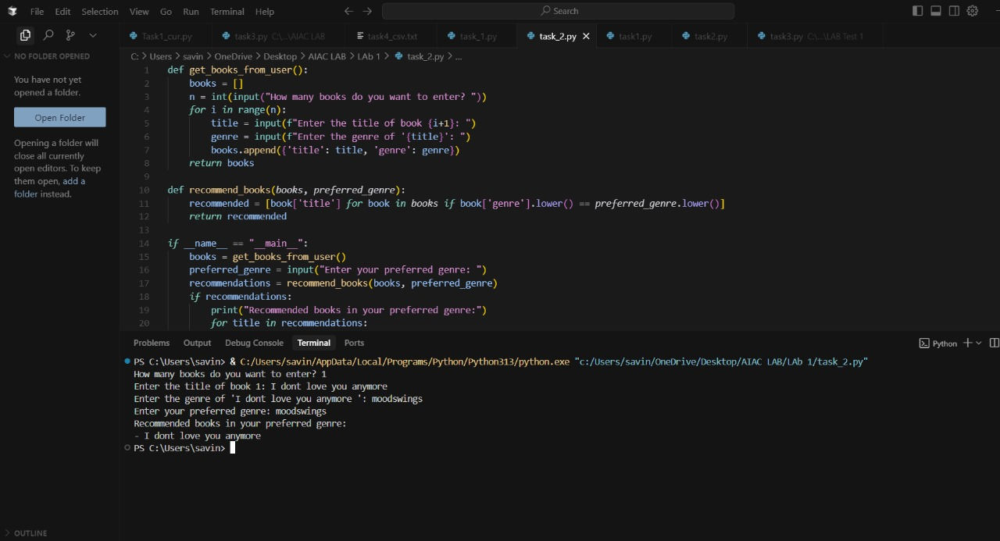 File Edit Selection View Go Run Terminal Help
Search
Task1_cur.py
task3.py C:\...\AIAC LAB
task4_csv.txt
task_1.py
task_2.py
task1.py
task2.py
task3.py C:\...\LAB Test 1
NO FOLDER OPENED
You have not yet
opened a folder.
Open Folder
Opening a folder will
close all currently
open editors. To keep
them open, add a
folder instead.
OUTLINE
C: > Users > savin > OneDrive > Desktop > AIAC LAB > LAb 1 > task_2.py > ...
1 def get_books_from_user():
2 books = []
3 n = int(input("How many books do you want to enter? "))
4 for i in range(n):
5 title = input(f"Enter the title of book {i+1}: ")
6 genre = input(f"Enter the genre of '{title}': ")
7 books.append({'title': title, 'genre': genre})
8 return books
9
10 def recommend_books(books, preferred_genre):
11 recommended = [book['title'] for book in books if book['genre'].lower() == preferred_genre.lower()]
12 return recommended
13
14 if __name__ == "__main__":
15 books = get_books_from_user()
16 preferred_genre = input("Enter your preferred genre: ")
17 recommendations = recommend_books(books, preferred_genre)
18 if recommendations:
19 print("Recommended books in your preferred genre:")
20 for title in recommendations:
Problems Output Debug Console Terminal Ports
Python
PS C:\Users\savin> & C:/Users/savin/AppData/Local/Programs/Python/Python313/python.exe "c:/Users/savin/OneDrive/Desktop/AIAC LAB/LAb 1/task_2.py"
How many books do you want to enter? 1
Enter the title of book 1: I dont love you anymore
Enter the genre of 'I dont love you anymore ': moodswings
Enter your preferred genre: moodswings
Recommended books in your preferred genre:
- I dont love you anymore
PS C:\Users\savin>